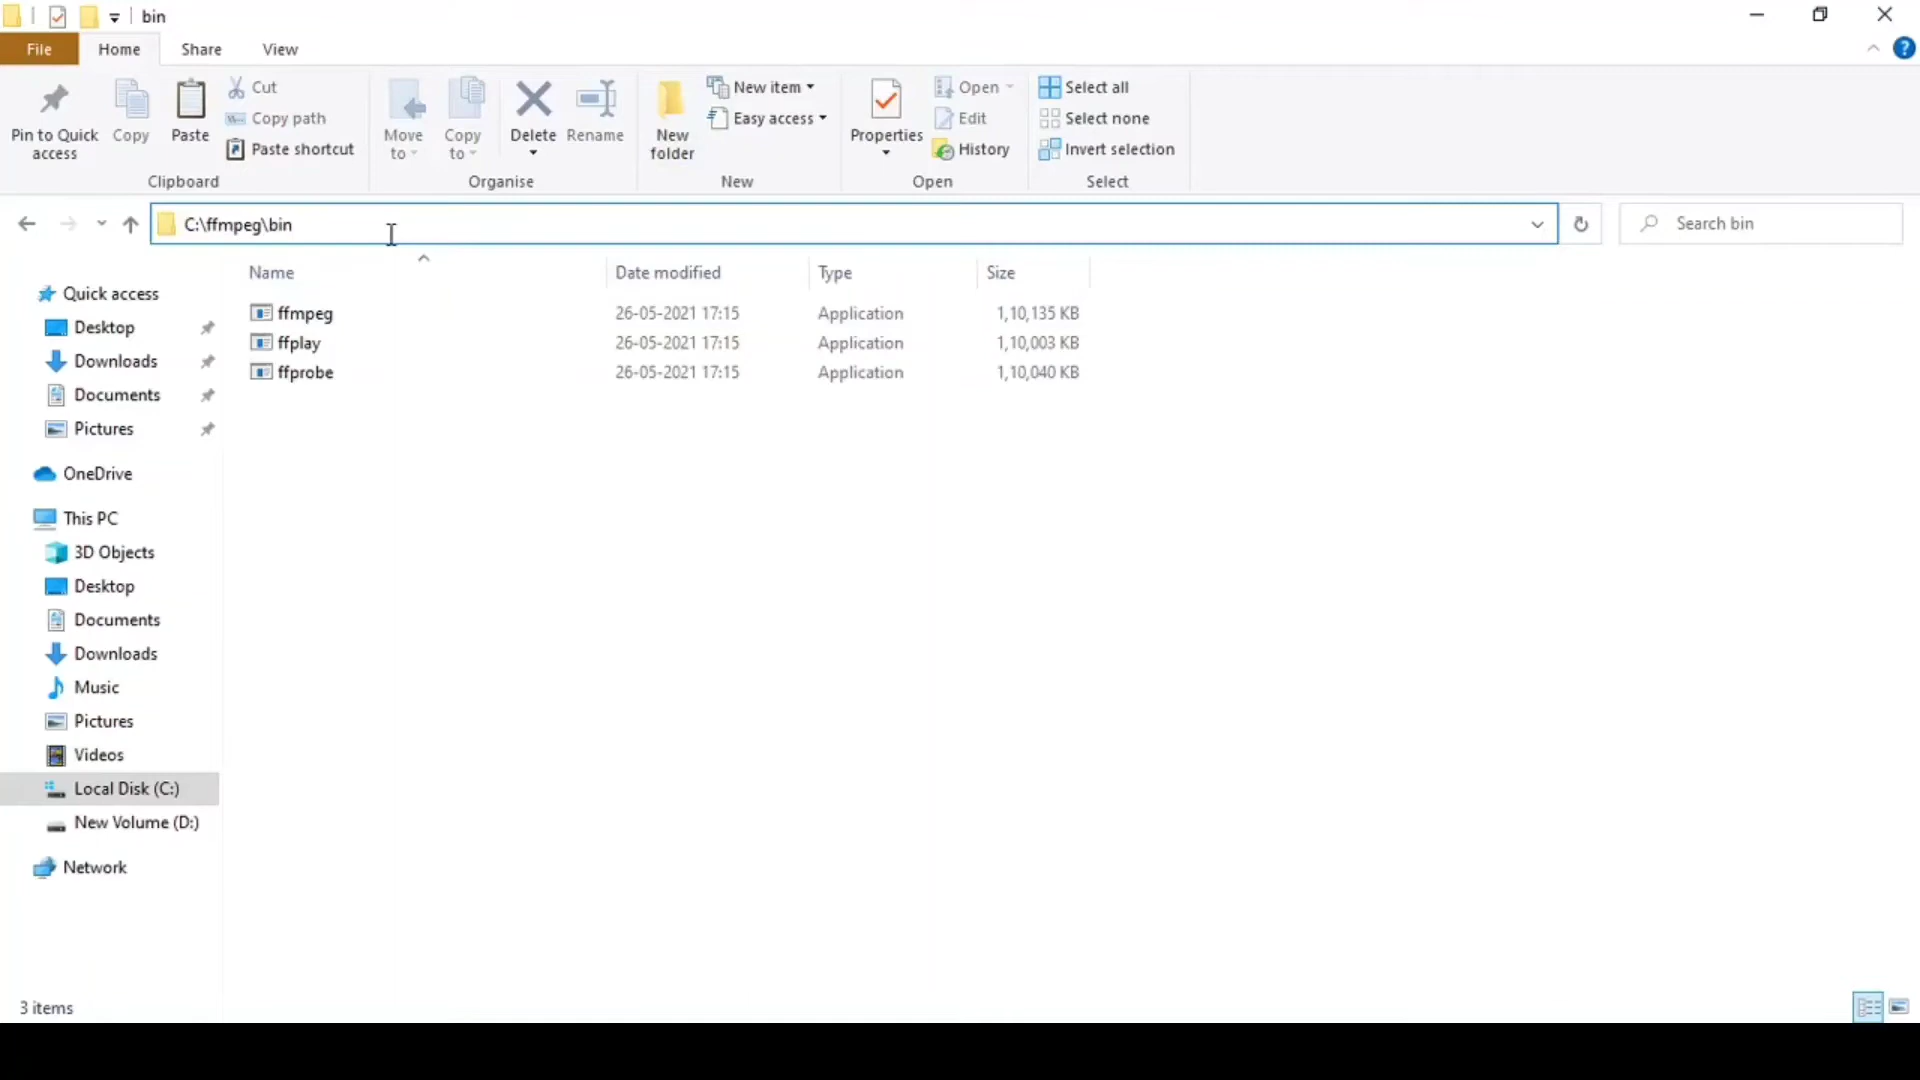 bin
File Home Share View
Pin to Quick access
Copy
Paste
Cut
Copy path
Paste shortcut
Clipboard
Move to
Copy to
Delete
Rename
Organise
New folder
New item
Easy access
New
Properties
Open
Edit
History
Open
Select all
Select none
Invert selection
Select
C:\ffmpeg\bin
Search bin
Name Date modified Type Size
ffmpeg 26-05-2021 17:15 Application 1,10,135 KB
ffplay 26-05-2021 17:15 Application 1,10,003 KB
ffprobe 26-05-2021 17:15 Application 1,10,040 KB
Quick access
Desktop
Downloads
Documents
Pictures
OneDrive
This PC
3D Objects
Desktop
Documents
Downloads
Music
Pictures
Videos
Local Disk (C:)
New Volume (D:)
Network
3 items